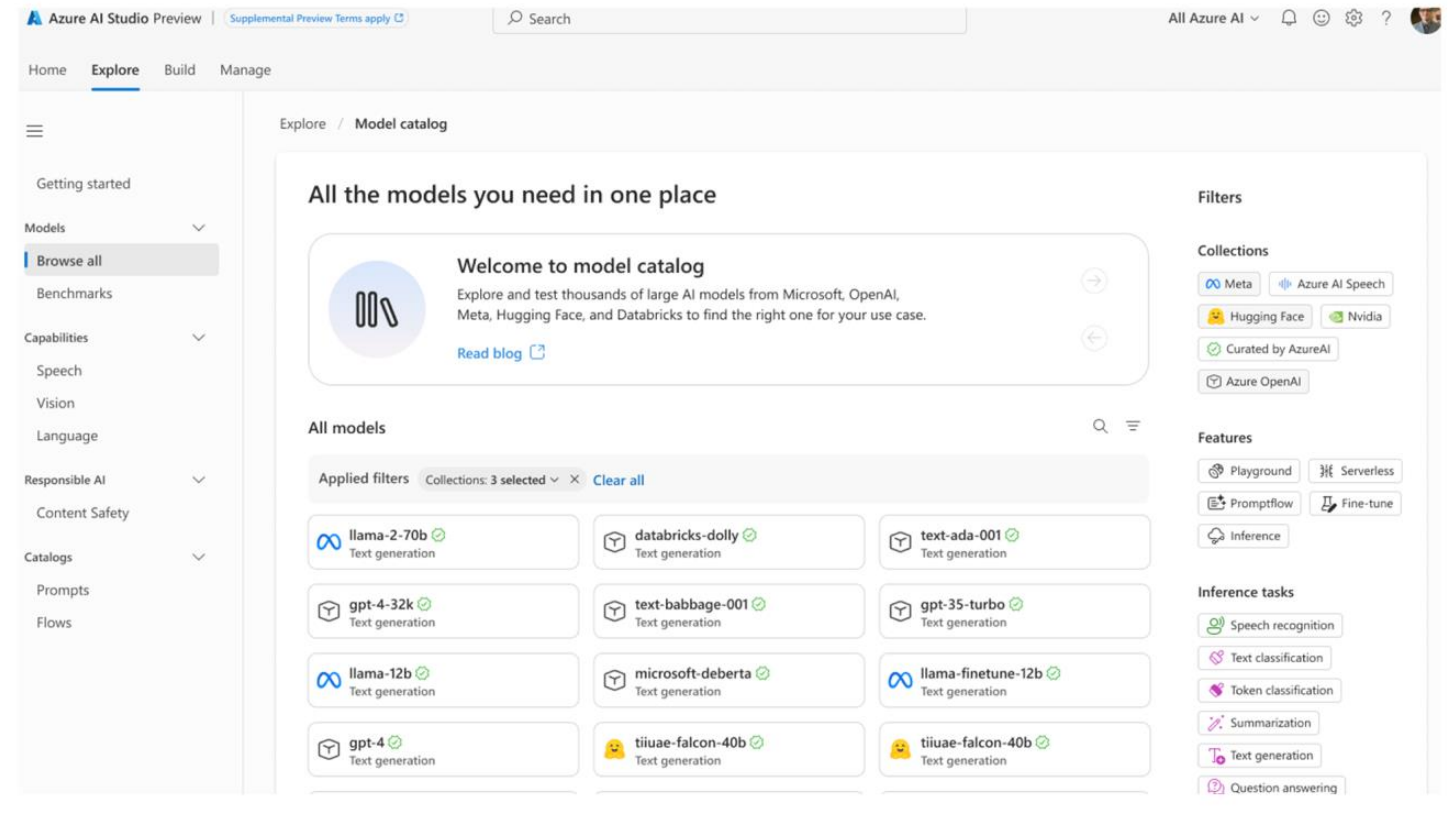 Azure AI Studio Preview | Supplemental Preview Terms apply
Search
All Azure AI
Home Explore Build Manage
Getting started
Models
Browse all
Benchmarks
Capabilities
Speech
Vision
Language
Responsible AI
Content Safety
Catalogs
Prompts
Flows
Explore / Model catalog
All the models you need in one place
Welcome to model catalog
Explore and test thousands of large AI models from Microsoft, OpenAI,
Meta, Hugging Face, and Databricks to find the right one for your use case.
Read blog
All models
Applied filters Collections: 3 selected × Clear all
llama-2-70b
Text generation
databricks-dolly
Text generation
text-ada-001
Text generation
gpt-4-32k
Text generation
text-babbage-001
Text generation
gpt-35-turbo
Text generation
llama-12b
Text generation
microsoft-deberta
Text generation
llama-finetune-12b
Text generation
gpt-4
Text generation
tiiuae-falcon-40b
Text generation
tiiuae-falcon-40b
Text generation
Filters
Collections
Meta Azure AI Speech
Hugging Face Nvidia
Curated by AzureAI
Azure OpenAI
Features
Playground Serverless
Promptflow Fine-tune
Inference
Inference tasks
Speech recognition
Text classification
Token classification
Summarization
Text generation
Question answering